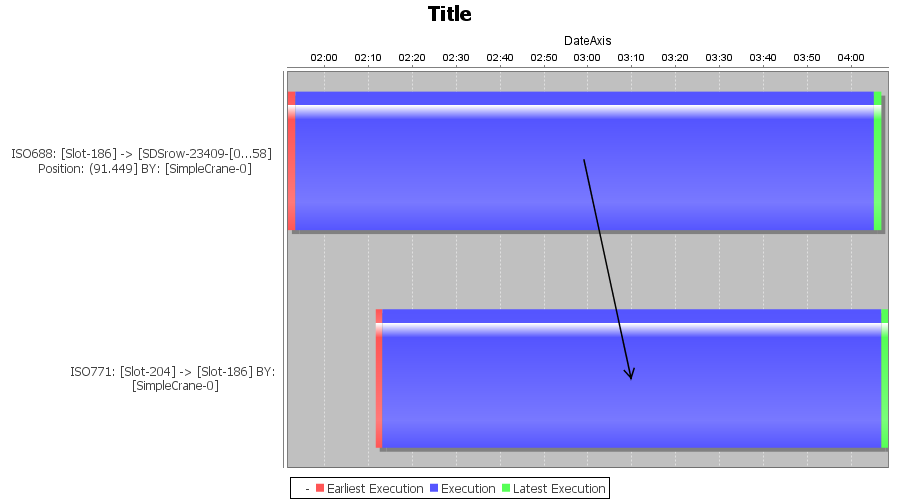 Title
DateAxis
02:00 02:10 02:20 02:30 02:40 02:50 03:00 03:10 03:20 03:30 03:40 03:50 04:00
ISO688: [Slot-186] -> [SDSrow-23409-[0...58]
Position: (91.449] BY: [SimpleCrane-0]
ISO771: [Slot-204] -> [Slot-186] BY:
[SimpleCrane-0]
- Earliest Execution Execution Latest Execution